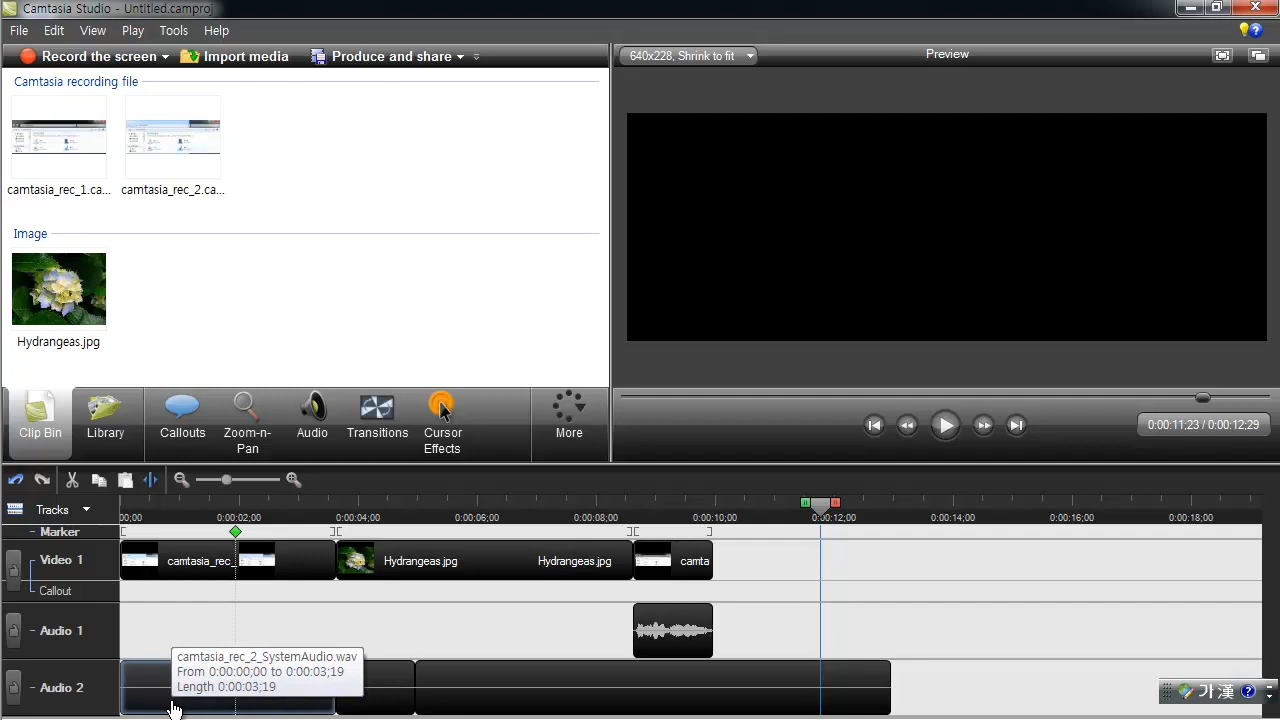 Camtasia Studio - Untitled.camproj
File Edit View Play Tools Help
Record the screen Import media Produce and share
640x228, Shrink to fit
Preview
Camtasia recording file
camtasia_rec_1.ca... camtasia_rec_2.ca...
Image
Hydrangeas.jpg
Clip Bin Library Callouts Zoom-n-Pan Audio Transitions Cursor Effects More
0:00:11;23 / 0:00:12;29
Tracks
00;00 0:00:02;00 0:00:04;00 0:00:06;00 0:00:08;00 0:00:10;00 0:00:12;00 0:00:14;00 0:00:16;00 0:00:18;00
Marker
Video 1 camtasia_rec_ Hydrangeas.jpg Hydrangeas.jpg camta
Callout
Audio 1
camtasia_rec_2_SystemAudio.wav
From 0:00:00;00 to 0:00:03;19
Length 0:00:03;19
Audio 2
가 漢